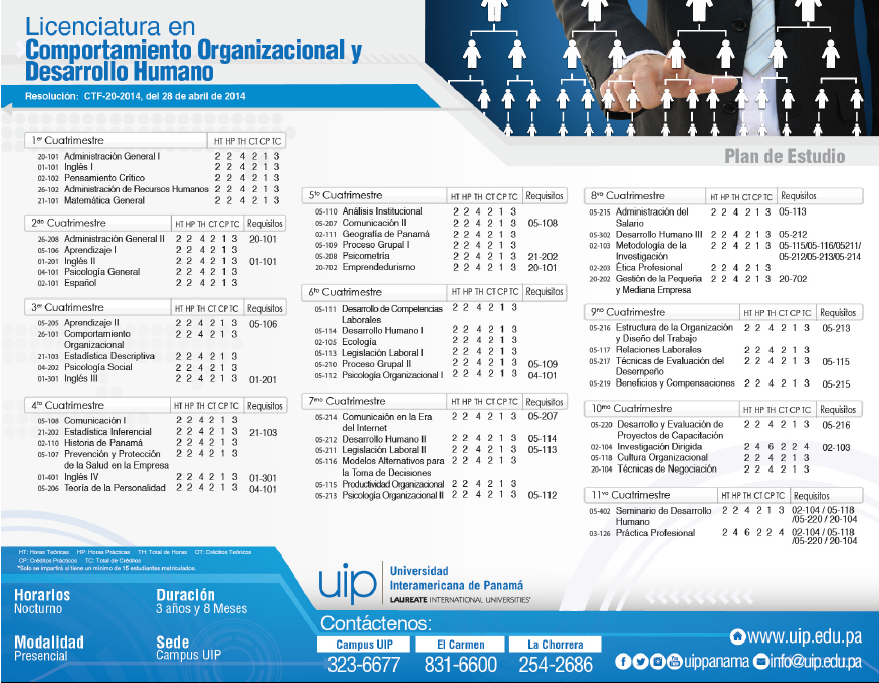 Licenciatura en
Comportamiento Organizacional y
Desarrollo Humano
Resolución: CTF-20-2014, del 28 de abril de 2014
Plan de Estudio
1er Cuatrimestre HT HP TH CT CP TC
20-101 Administración General I 2 2 4 2 1 3
01-101 Inglés I 2 2 4 2 1 3
02-102 Pensamiento Crítico 2 2 4 2 1 3
26-102 Administración de Recursos Humanos 2 2 4 2 1 3
21-101 Matemática General 2 2 4 2 1 3
2do Cuatrimestre HT HP TH CT CP TC Requisitos
26-208 Administración General II 2 2 4 2 1 3 20-101
05-106 Aprendizaje I 2 2 4 2 1 3
01-201 Inglés II 2 2 4 2 1 3 01-101
04-101 Psicología General 2 2 4 2 1 3
02-101 Español 2 2 4 2 1 3
3er Cuatrimestre HT HP TH CT CP TC Requisitos
05-205 Aprendizaje II 2 2 4 2 1 3 05-106
26-101 Comportamiento 2 2 4 2 1 3
Organizacional
21-103 Estadística Descriptiva 2 2 4 2 1 3
04-202 Psicología Social 2 2 4 2 1 3
01-301 Inglés III 2 2 4 2 1 3 01-201
4to Cuatrimestre HT HP TH CT CP TC Requisitos
05-108 Comunicación I 2 2 4 2 1 3
21-202 Estadística Inferencial 2 2 4 2 1 3 21-103
02-110 Historia de Panamá 2 2 4 2 1 3
05-107 Prevención y Protección 2 2 4 2 1 3
de la Salud en la Empresa
01-401 Inglés IV 2 2 4 2 1 3 01-301
05-206 Teoría de la Personalidad 2 2 4 2 1 3 04-101
5to Cuatrimestre HT HP TH CT CP TC Requisitos
05-110 Análisis Institucional 2 2 4 2 1 3
05-207 Comunicación II 2 2 4 2 1 3 05-108
02-111 Geografía de Panamá 2 2 4 2 1 3
05-109 Proceso Grupal I 2 2 4 2 1 3
05-208 Psicometría 2 2 4 2 1 3 21-202
20-702 Emprendedurismo 2 2 4 2 1 3 20-101
6to Cuatrimestre HT HP TH CT CP TC Requisitos
05-111 Desarrollo de Competencias 2 2 4 2 1 3
Laborales
05-114 Desarrollo Humano I 2 2 4 2 1 3
02-105 Ecología 2 2 4 2 1 3
05-113 Legislación Laboral I 2 2 4 2 1 3
05-210 Proceso Grupal II 2 2 4 2 1 3 05-109
05-112 Psicología Organizacional I 2 2 4 2 1 3 04-101
7mo Cuatrimestre HT HP TH CT CP TC Requisitos
05-214 Comunicaión en la Era 2 2 4 2 1 3 05-207
del Internet
05-212 Desarrollo Humano II 2 2 4 2 1 3 05-114
05-211 Legislación Laboral II 2 2 4 2 1 3 05-113
05-116 Modelos Alternativos para 2 2 4 2 1 3
la Toma de Decisiones
05-115 Productividad Organizacional 2 2 4 2 1 3
05-213 Psicología Organizacional II 2 2 4 2 1 3 05-112
8vo Cuatrimestre HT HP TH CT CP TC Requisitos
05-215 Administración del 2 2 4 2 1 3 05-113
Salario
05-302 Desarrollo Humano III 2 2 4 2 1 3 05-212
02-103 Metodología de la 2 2 4 2 1 3 05-115/05-116/05211/
Investigación 05-212/05-213/05-214
02-203 Ética Profesional 2 2 4 2 1 3
20-202 Gestión de la Pequeña 2 2 4 2 1 3 20-702
y Mediana Empresa
9no Cuatrimestre HT HP TH CT CP TC Requisitos
05-216 Estructura de la Organización 2 2 4 2 1 3 05-213
y Diseño del Trabajo
05-117 Relaciones Laborales 2 2 4 2 1 3
05-217 Técnicas de Evaluación del 2 2 4 2 1 3 05-115
Desempeño
05-219 Beneficios y Compensaciones 2 2 4 2 1 3 05-215
10mo Cuatrimestre HT HP TH CT CP TC Requisitos
05-220 Desarrollo y Evaluación de 2 2 4 2 1 3 05-216
Proyectos de Capacitación
02-104 Investigación Dirigida 2 4 6 2 2 4 02-103
05-118 Cultura Organizacional 2 2 4 2 1 3
20-104 Técnicas de Negociación 2 2 4 2 1 3
11vo Cuatrimestre HT HP TH CT CP TC Requisitos
05-402 Seminario de Desarrollo 2 2 4 2 1 3 02-104 / 05-118
Humano /05-220 / 20-104
03-126 Práctica Profesional 2 4 6 2 2 4 02-104 / 05-118
/05-220 / 20-104
HT: Horas Teóricas HP: Horas Prácticas TH: Total de Horas CT: Créditos Teóricos
CP: Créditos Prácticos TC: Total de Créditos
*Solo se impartirá si tiene un mínimo de 15 estudiantes matriculados.
Horarios
Nocturno
Duración
3 años y 8 Meses
Modalidad
Presencial
Sede
Campus UIP
uip
Universidad
Interamericana de Panamá
LAUREATE INTERNATIONAL UNIVERSITIES
Contáctenos:
Campus UIP El Carmen La Chorrera
323-6677 831-6600 254-2686
www.uip.edu.pa
uippanama info@uip.edu.pa